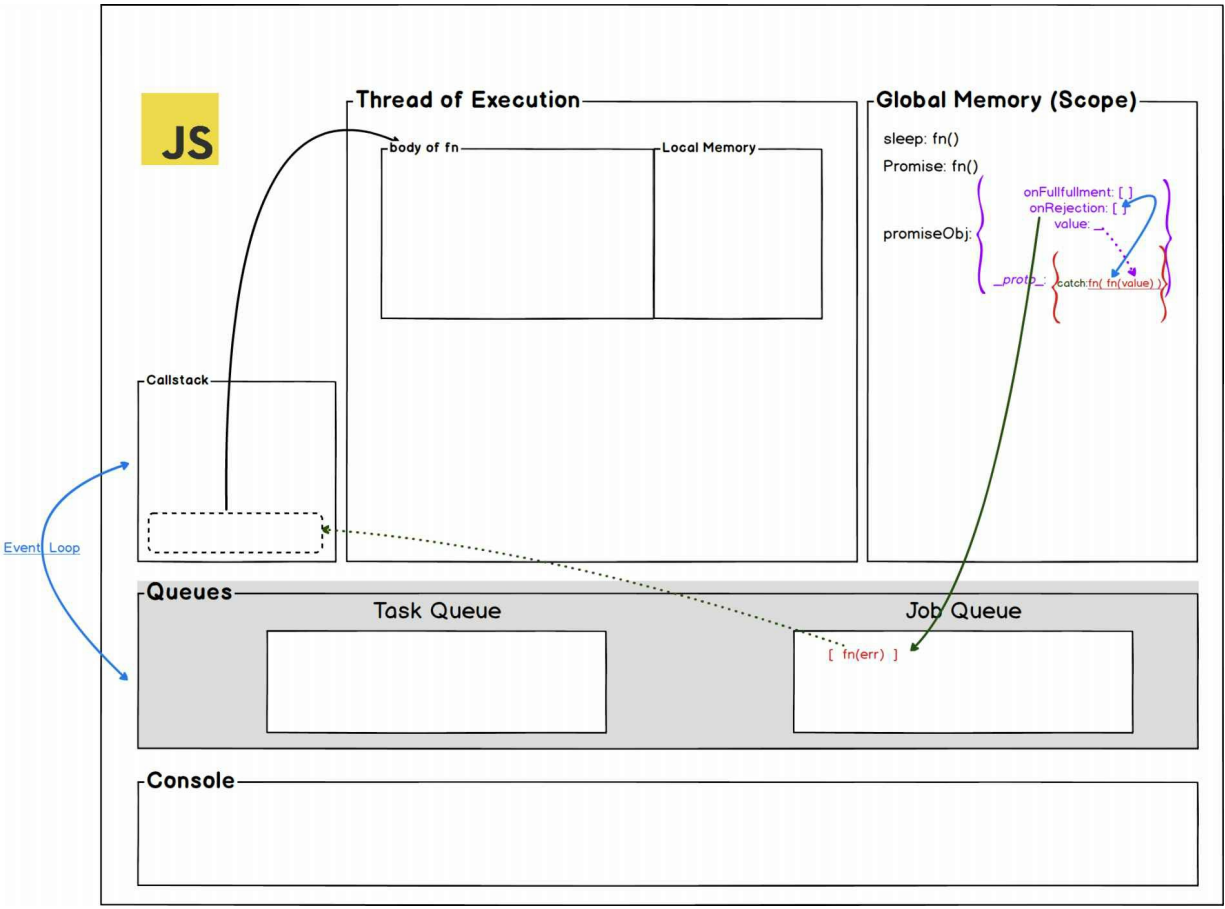 JS
Thread of Execution
body of fn
Local Memory
Global Memory (Scope)
sleep: fn()
Promise: fn()
promiseObj:
onFullfullment: [ ]
onRejection: [ ]
value: _
_proto_:
catch:fn( fn(value) )
Callstack
Event Loop
Queues
Task Queue
Job Queue
[ fn(err) ]
Console